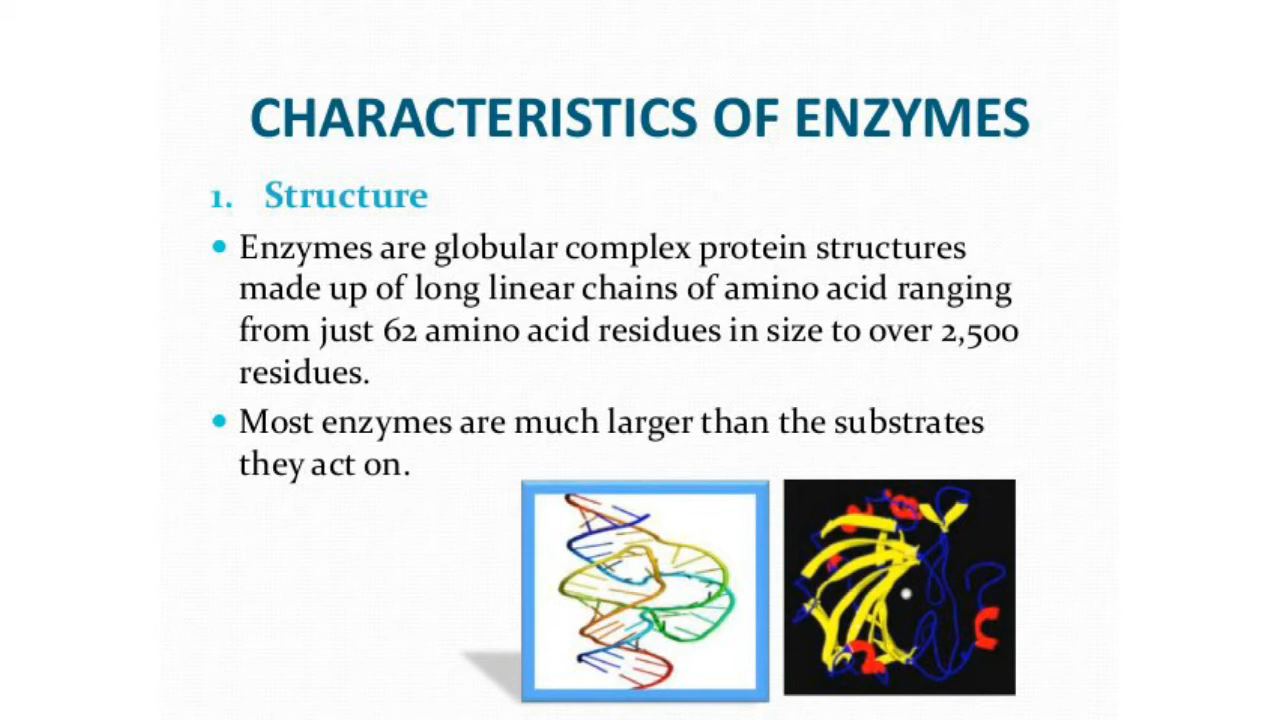 CHARACTERISTICS OF ENZYMES
1. Structure
• Enzymes are globular complex protein structures
made up of long linear chains of amino acid ranging
from just 62 amino acid residues in size to over 2,500
residues.
• Most enzymes are much larger than the substrates
they act on.